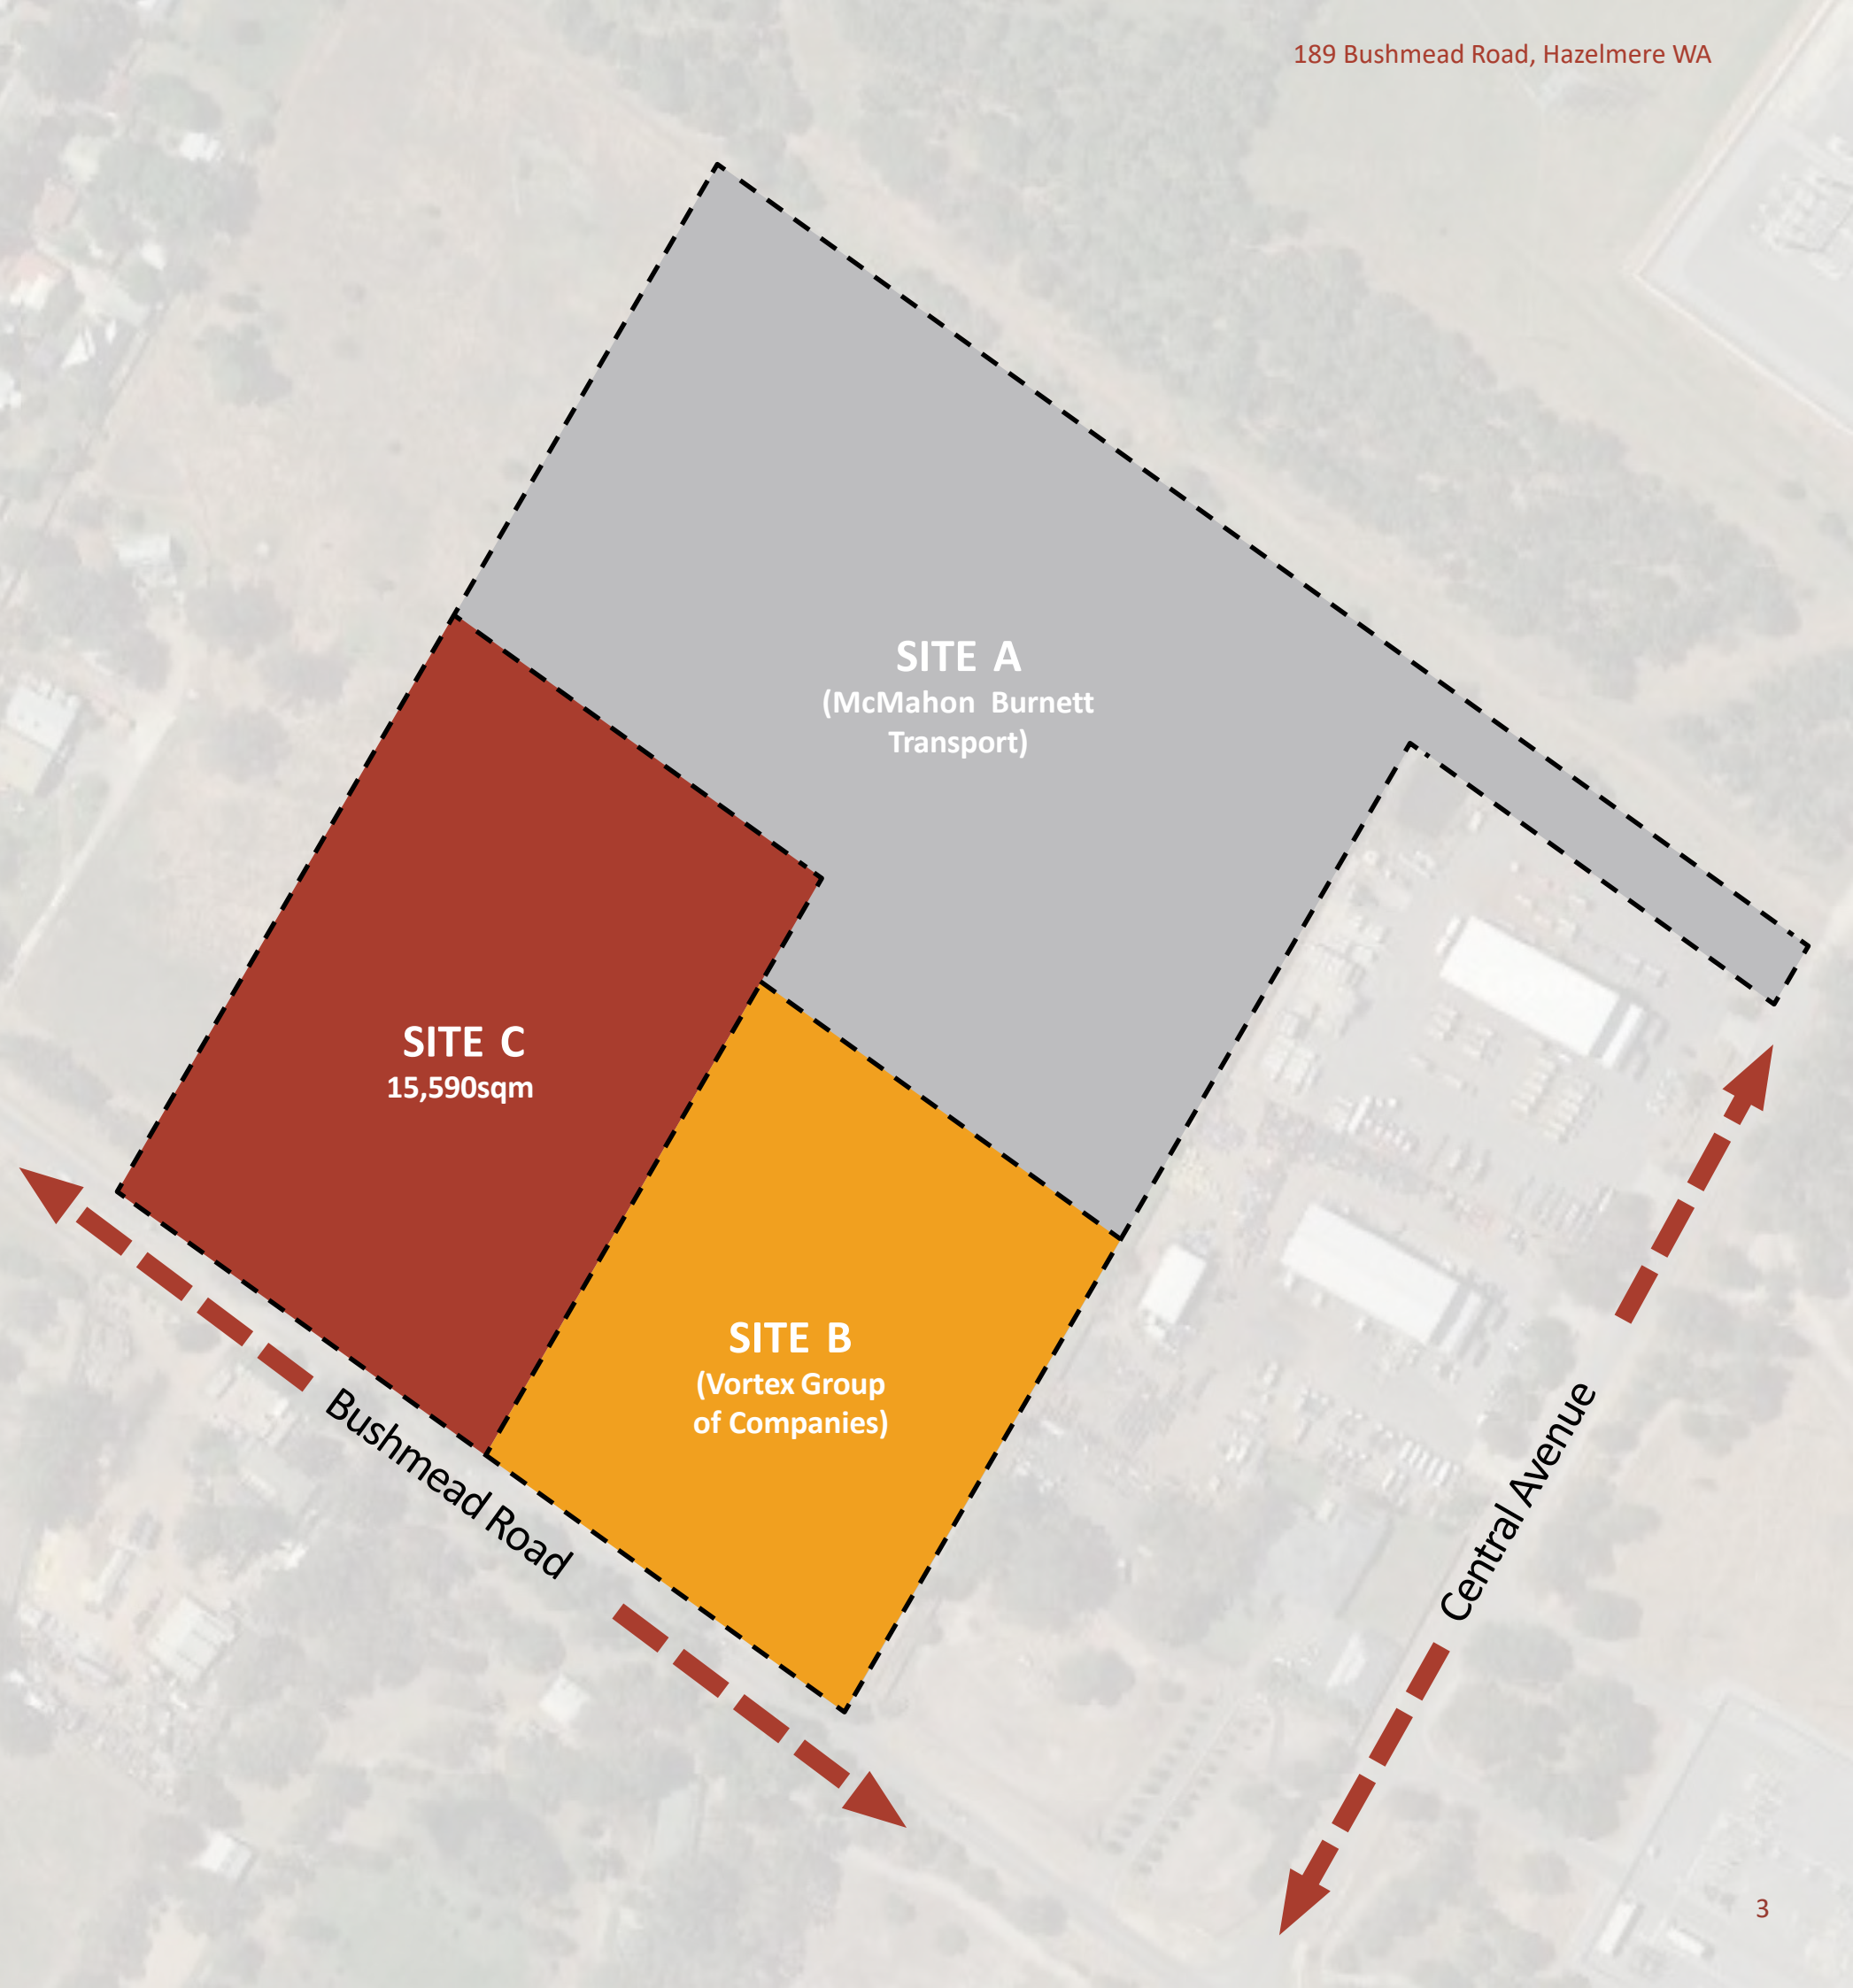 189 Bushmead Road, Hazelmere WA
SITE A
(McMahon Burnett
Transport)
SITE C
15,590sqm
SITE B
(Vortex Group
of Companies)
Bushmead Road
Central Avenue
3